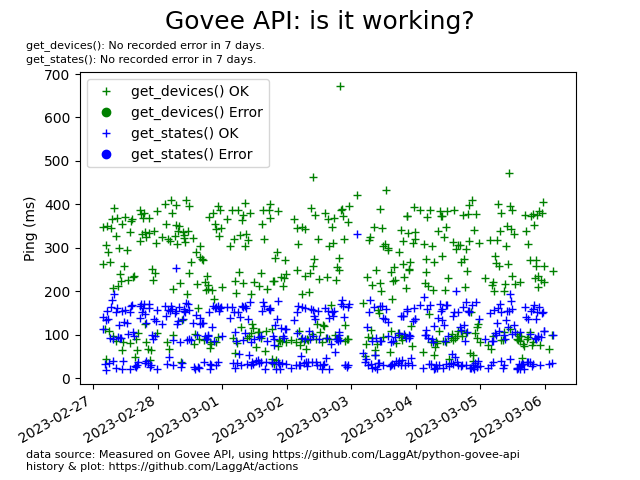 Govee API: is it working?
get_devices(): No recorded error in 7 days.
get_states(): No recorded error in 7 days.
700
600
500
400
300
200
100
0
Ping (ms)
get_devices() OK
get_devices() Error
get_states() OK
get_states() Error
2023-02-27
2023-02-28
2023-03-01
2023-03-02
2023-03-03
2023-03-04
2023-03-05
2023-03-06
data source: Measured on Govee API, using https://github.com/LaggAt/python-govee-api
history & plot: https://github.com/LaggAt/actions